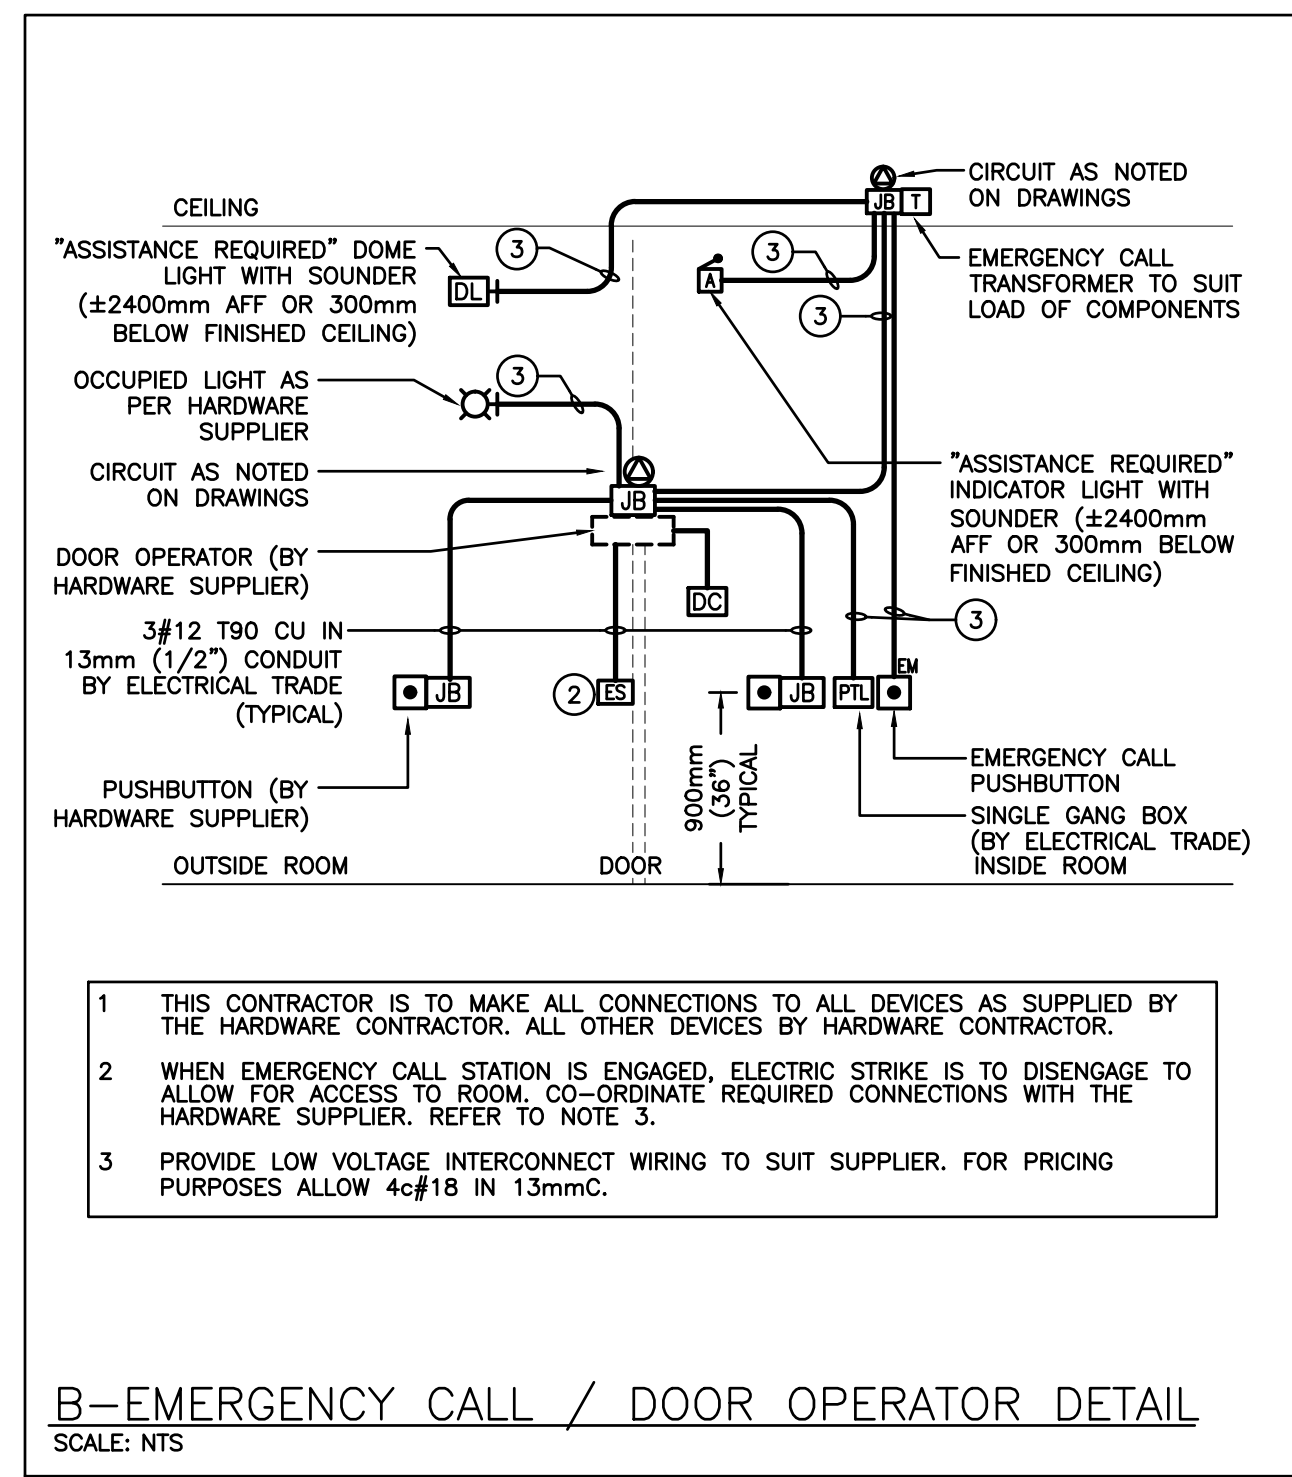 CIRCUIT AS NOTED
ON DRAWINGS
CEILING
JB T
"ASSISTANCE REQUIRED" DOME
LIGHT WITH SOUNDER
(±2400mm AFF OR 300mm
BELOW FINISHED CEILING)
3
DL
3
A
3
EMERGENCY CALL
TRANSFORMER TO SUIT
LOAD OF COMPONENTS
OCCUPIED LIGHT AS
PER HARDWARE
SUPPLIER
3
CIRCUIT AS NOTED
ON DRAWINGS
JB
"ASSISTANCE REQUIRED"
INDICATOR LIGHT WITH
SOUNDER (±2400mm
AFF OR 300mm BELOW
FINISHED CEILING)
DOOR OPERATOR (BY
HARDWARE SUPPLIER)
DC
3
3#12 T90 CU IN
13mm (1/2") CONDUIT
BY ELECTRICAL TRADE
(TYPICAL)
JB
2
ES
JB
PTL
EM
900mm
(36")
TYPICAL
PUSHBUTTON (BY
HARDWARE SUPPLIER)
EMERGENCY CALL
PUSHBUTTON
SINGLE GANG BOX
(BY ELECTRICAL TRADE)
OUTSIDE ROOM
DOOR
INSIDE ROOM
1 THIS CONTRACTOR IS TO MAKE ALL CONNECTIONS TO ALL DEVICES AS SUPPLIED BY
THE HARDWARE CONTRACTOR. ALL OTHER DEVICES BY HARDWARE CONTRACTOR.
2 WHEN EMERGENCY CALL STATION IS ENGAGED, ELECTRIC STRIKE IS TO DISENGAGE TO
ALLOW FOR ACCESS TO ROOM. CO-ORDINATE REQUIRED CONNECTIONS WITH THE
HARDWARE SUPPLIER. REFER TO NOTE 3.
3 PROVIDE LOW VOLTAGE INTERCONNECT WIRING TO SUIT SUPPLIER. FOR PRICING
PURPOSES ALLOW 4c#18 IN 13mmC.
B-EMERGENCY CALL / DOOR OPERATOR DETAIL
SCALE: NTS